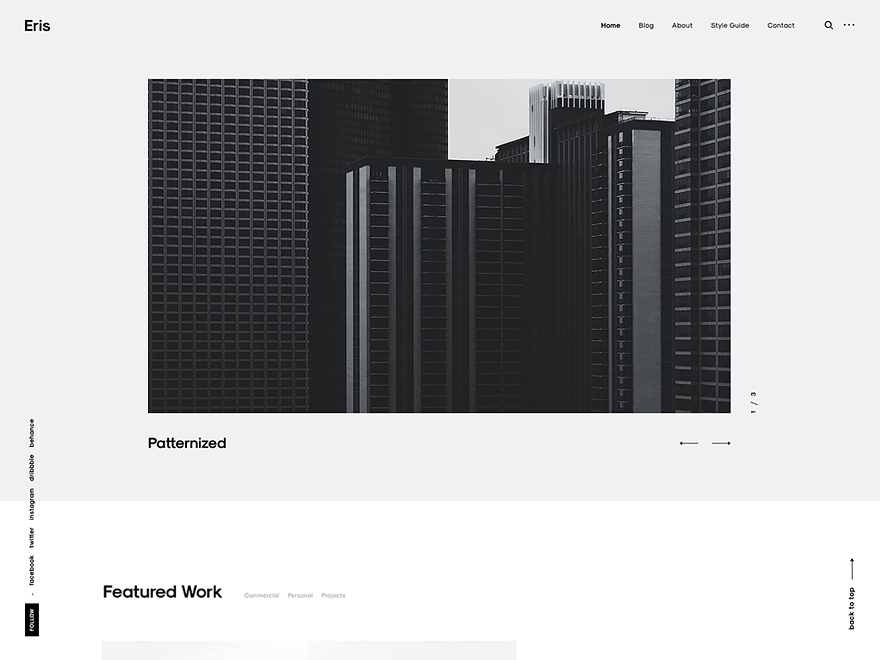 Eris
Home Blog About Style Guide Contact
1 / 3
Patternized
behance
dribbble
instagram
twitter
facebook
-
FOLLOW
Featured Work
Commercial Personal Projects
back to top